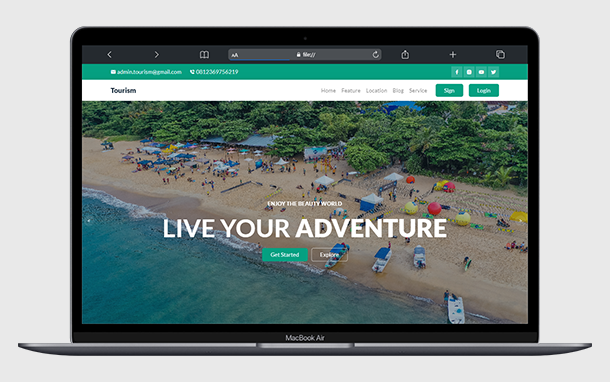 AA file://
admin.tourism@gmail.com 0012369756219
Tourism Home Feature Location Blog Service Sign Login
ENJOY THE BEAUTY WORLD
LIVE YOUR ADVENTURE
Get Started Explore
MacBook Air